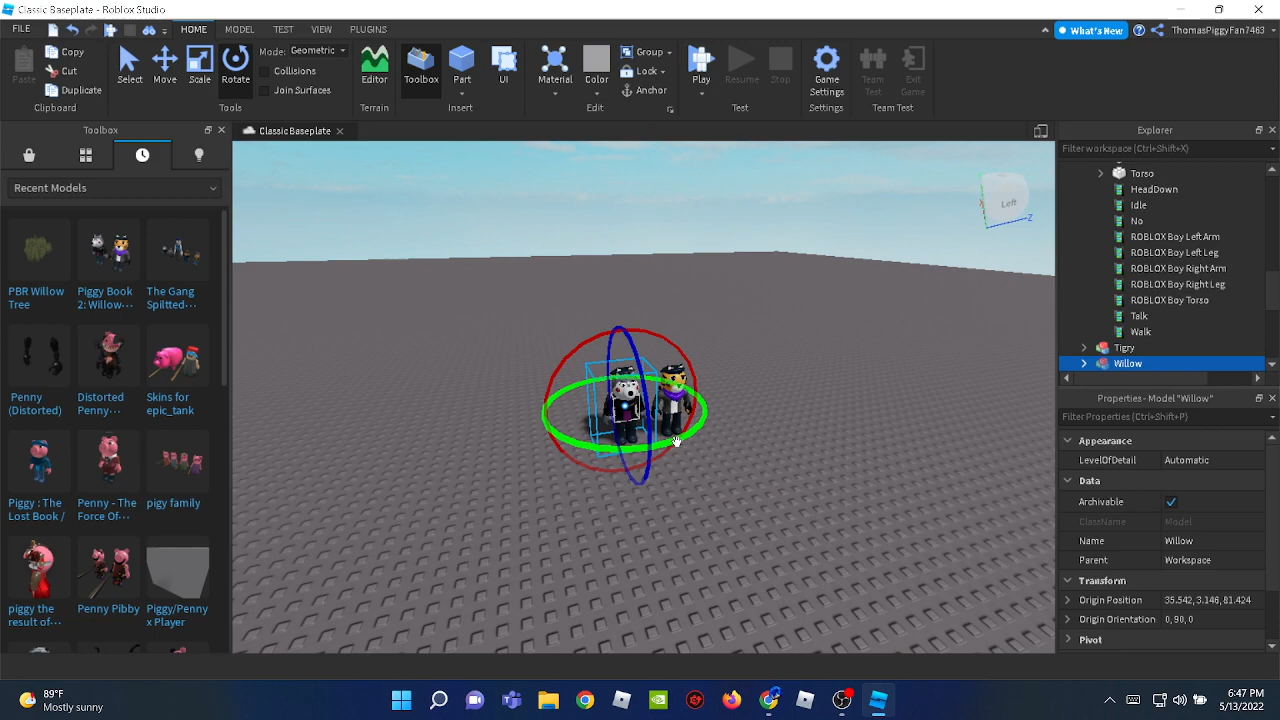 Classic Baseplate - Roblox Studio
FILE HOME MODEL TEST VIEW PLUGINS What's New ThomasPiggyFan7463
Paste Copy Cut Duplicate Clipboard
Select Move Scale Rotate Mode: Geometric Collisions Join Surfaces Tools
Editor Terrain
Toolbox Part UI Insert
Material Color Group Lock Anchor Edit
Play Resume Stop Test
Game Settings Settings
Team Test Exit Game Team Test
Toolbox
Recent Models
PBR Willow Tree
Piggy Book 2: Willow···
The Gang Spiltted···
Penny (Distorted)
Distorted Penny···
Skins for epic_tank
Piggy : The Lost Book /
Penny - The Force Of···
pigy family
piggy the result of···
Penny Pibby
Piggy/Penny x Player
Classic Baseplate
Left
X
Z
Explorer
Filter workspace (Ctrl+Shift+X)
Torso
HeadDown
Idle
No
ROBLOX Boy Left Arm
ROBLOX Boy Left Leg
ROBLOX Boy Right Arm
ROBLOX Boy Right Leg
ROBLOX Boy Torso
Talk
Walk
Tigry
Willow
Properties - Model "Willow"
Filter Properties (Ctrl+Shift+P)
Appearance
LevelOfDetail Automatic
Data
Archivable
ClassName Model
Name Willow
Parent Workspace
Transform
Origin Position 35.542, 3.146, 81.424
Origin Orientation 0, 90, 0
Pivot
89°F
Mostly sunny
6:47 PM
5/13/2022